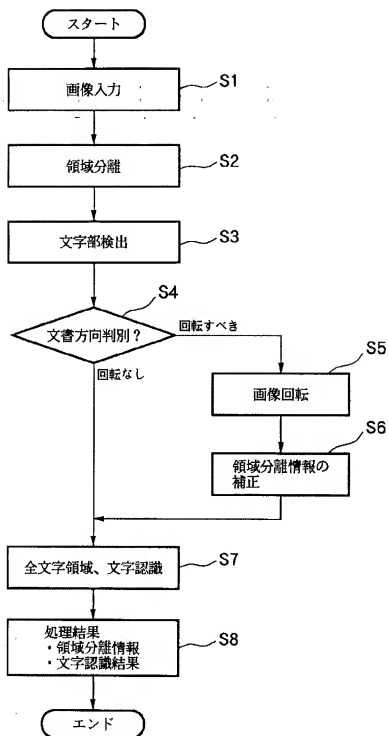 スタート
画像入力
S1
領域分離
S2
文字部検出
S3
S4
文書方向判別？
回転すべき
回転なし
S5
画像回転
S6
領域分離情報の
補正
全文字領域、文字認識
S7
処理結果
・領域分離情報
・文字認識結果
S8
エンド